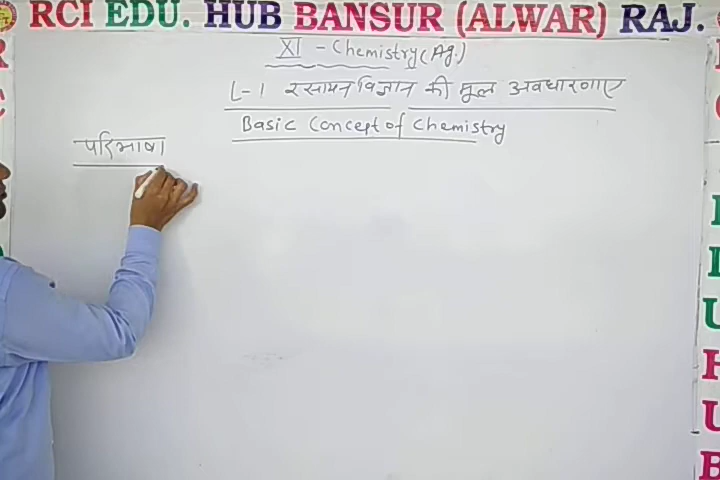 RCI EDU. HUB BANSUR (ALWAR) RAJ.
XI - Chemistry (Ag.)
L-1 रसायन विज्ञान की मूल अवधारणाए
Basic Concept of Chemistry
परिभाषा